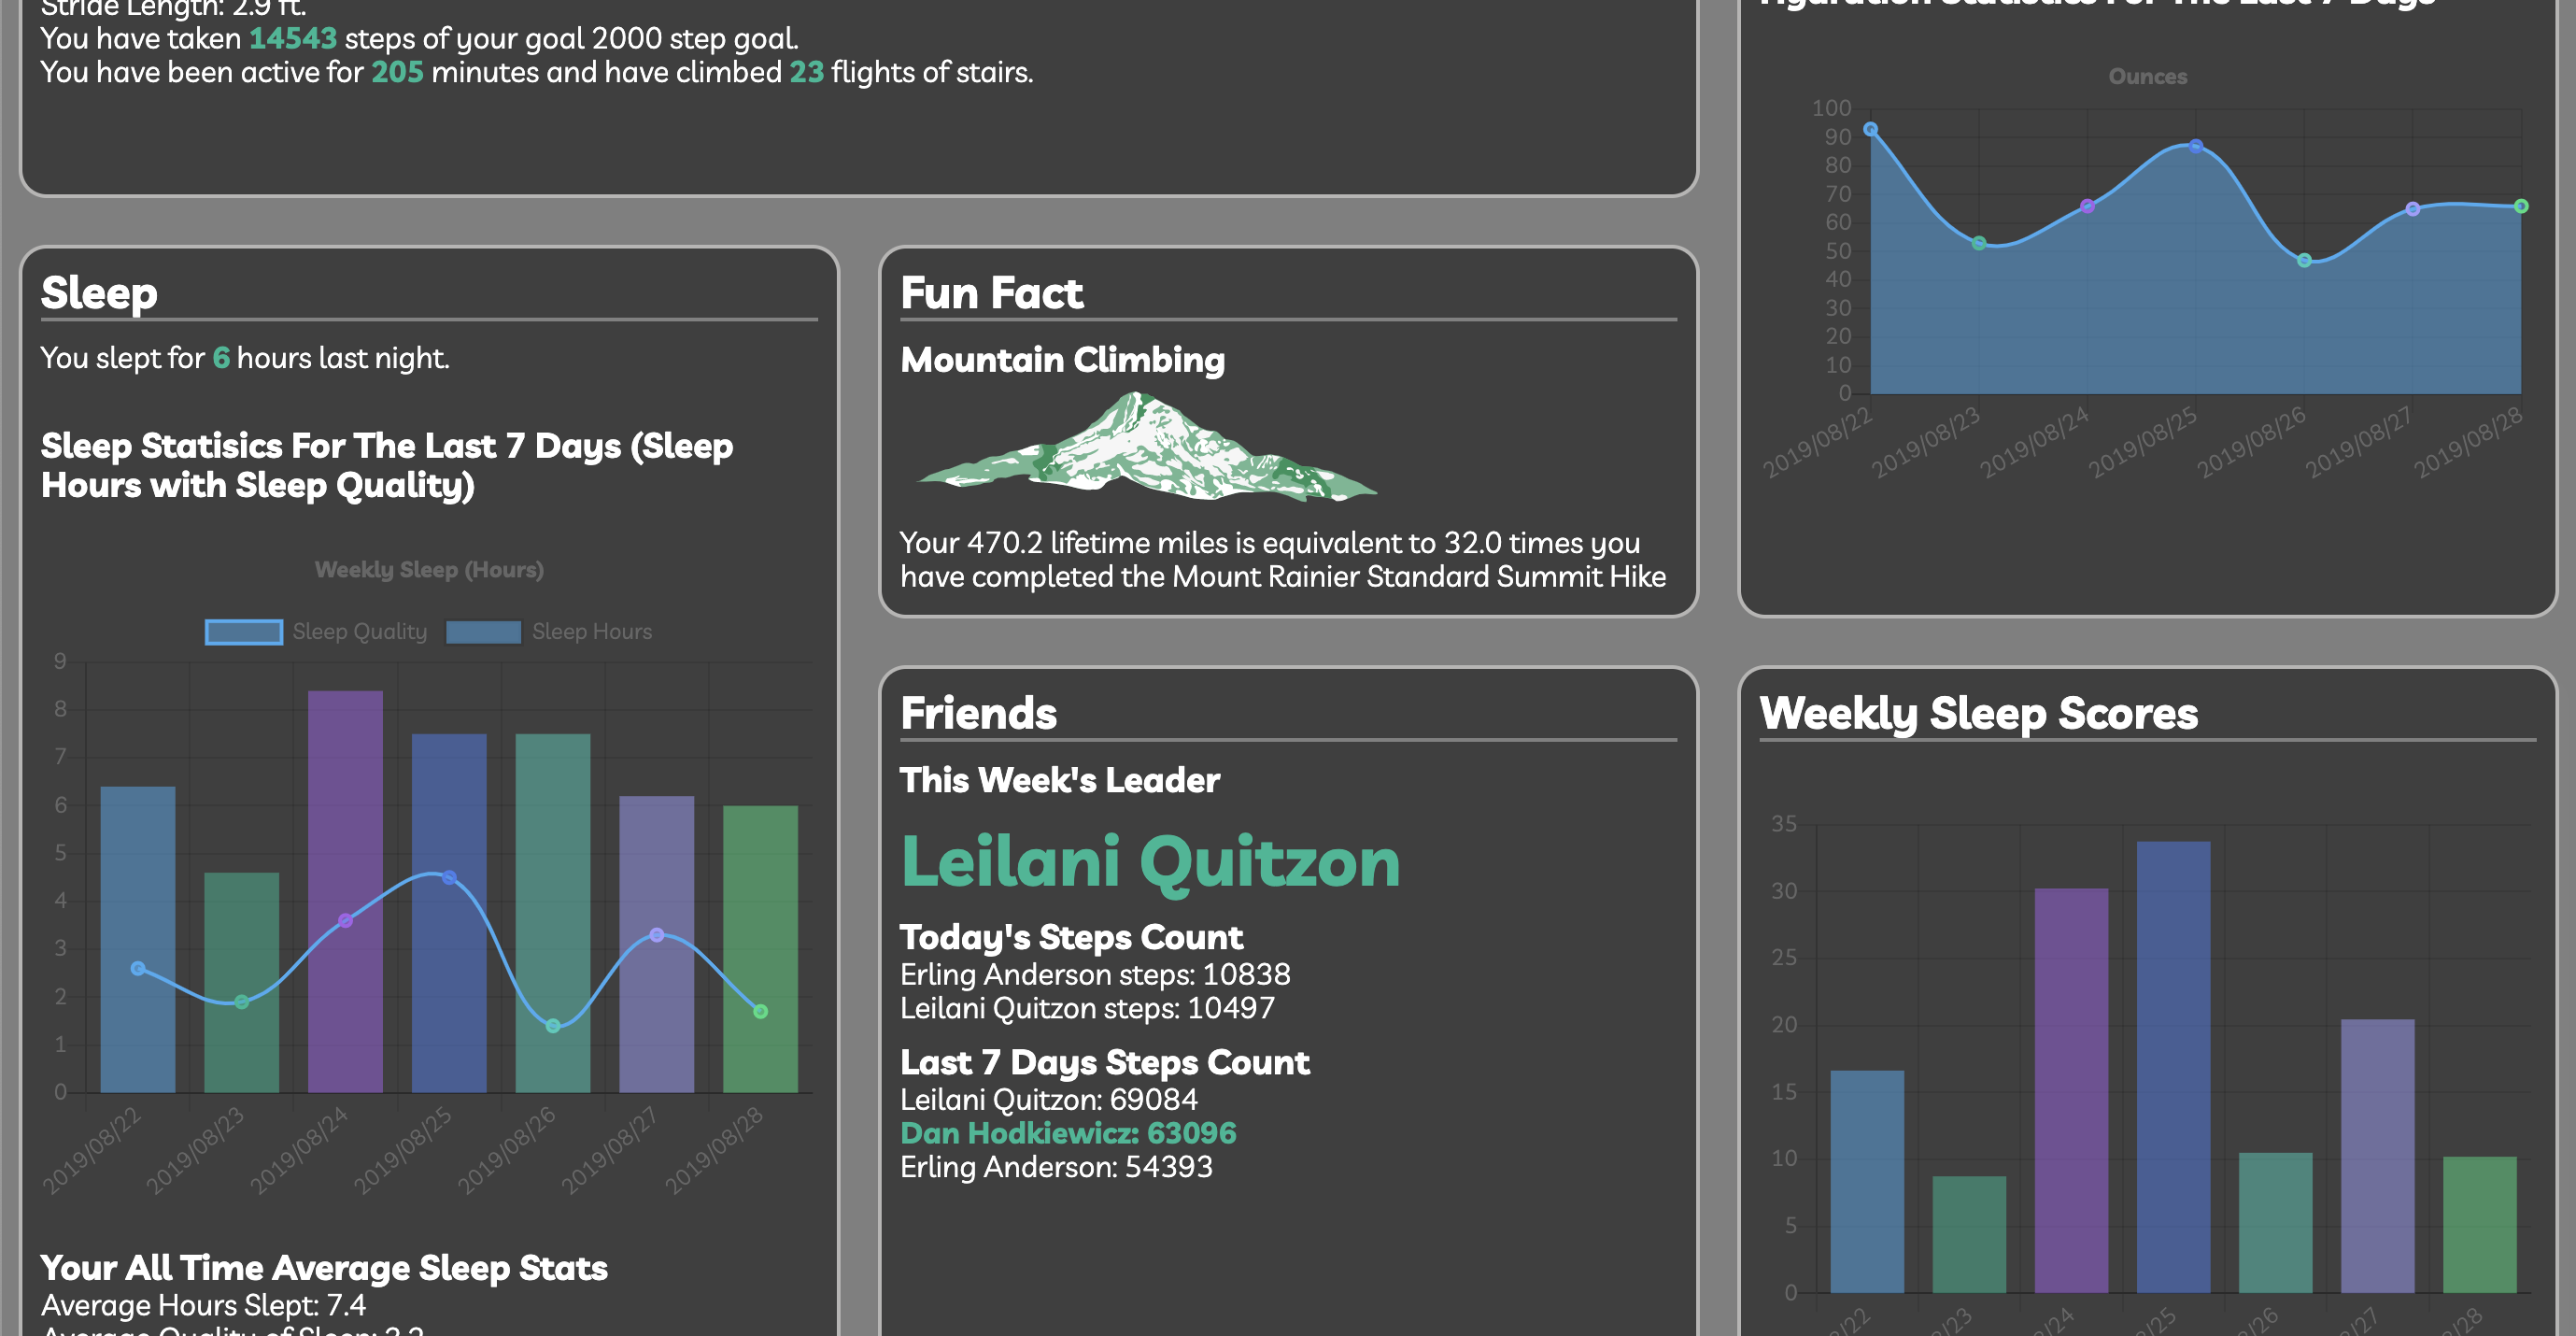 Stride Length: 2.9 ft.
You have taken 14543 steps of your goal 2000 step goal.
You have been active for 205 minutes and have climbed 23 flights of stairs.
Sleep
You slept for 6 hours last night.
Sleep Statisics For The Last 7 Days (Sleep
Hours with Sleep Quality)
Weekly Sleep (Hours)
Sleep Quality
Sleep Hours
9
8
7
6
5
4
3
2
1
0
2019/08/22
2019/08/23
2019/08/24
2019/08/25
2019/08/26
2019/08/27
2019/08/28
Your All Time Average Sleep Stats
Average Hours Slept: 7.4
Average Quality of Sleep:
Fun Fact
Mountain Climbing
Your 470.2 lifetime miles is equivalent to 32.0 times you
have completed the Mount Rainier Standard Summit Hike
Friends
This Week's Leader
Leilani Quitzon
Today's Steps Count
Erling Anderson steps: 10838
Leilani Quitzon steps: 10497
Last 7 Days Steps Count
Leilani Quitzon: 69084
Dan Hodkiewicz: 63096
Erling Anderson: 54393
Hydration Statistics For The Last 7 Days
Ounces
100
90
80
70
60
50
40
30
20
10
0
2019/08/22
2019/08/23
2019/08/24
2019/08/25
2019/08/26
2019/08/27
2019/08/28
Weekly Sleep Scores
35
30
25
20
15
10
5
0
/22
/23
/24
/25
/26
/27
/28